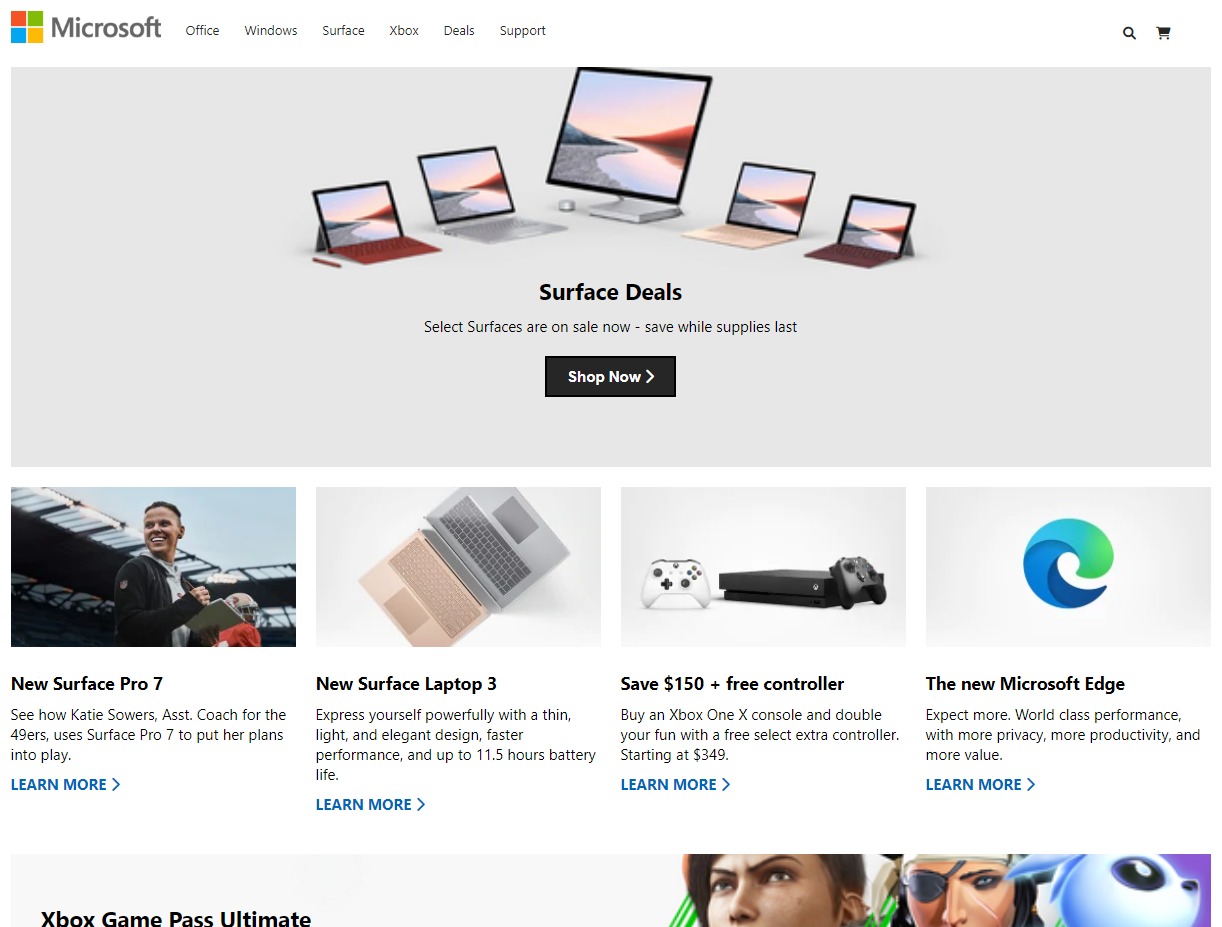 Microsoft
Office Windows Surface Xbox Deals Support
Surface Deals
Select Surfaces are on sale now - save while supplies last
Shop Now
New Surface Pro 7
See how Katie Sowers, Asst. Coach for the
49ers, uses Surface Pro 7 to put her plans
into play.
LEARN MORE
New Surface Laptop 3
Express yourself powerfully with a thin,
light, and elegant design, faster
performance, and up to 11.5 hours battery
life.
LEARN MORE
Save $150 + free controller
Buy an Xbox One X console and double
your fun with a free select extra controller.
Starting at $349.
LEARN MORE
The new Microsoft Edge
Expect more. World class performance,
with more privacy, more productivity, and
more value.
LEARN MORE
Xbox Game Pass Ultimate